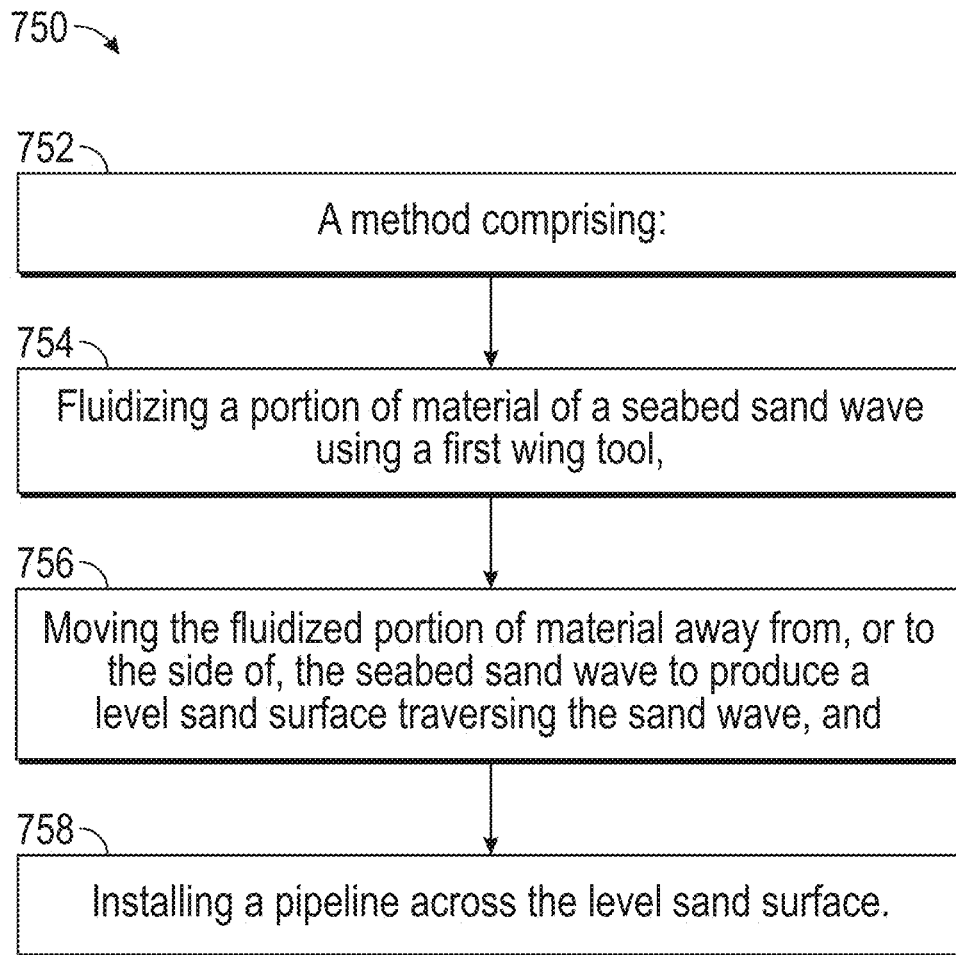 750
752
A method comprising:
754
Fluidizing a portion of material of a seabed sand wave
using a first wing tool,
756
Moving the fluidized portion of material away from, or to
the side of, the seabed sand wave to produce a
level sand surface traversing the sand wave, and
758
Installing a pipeline across the level sand surface.